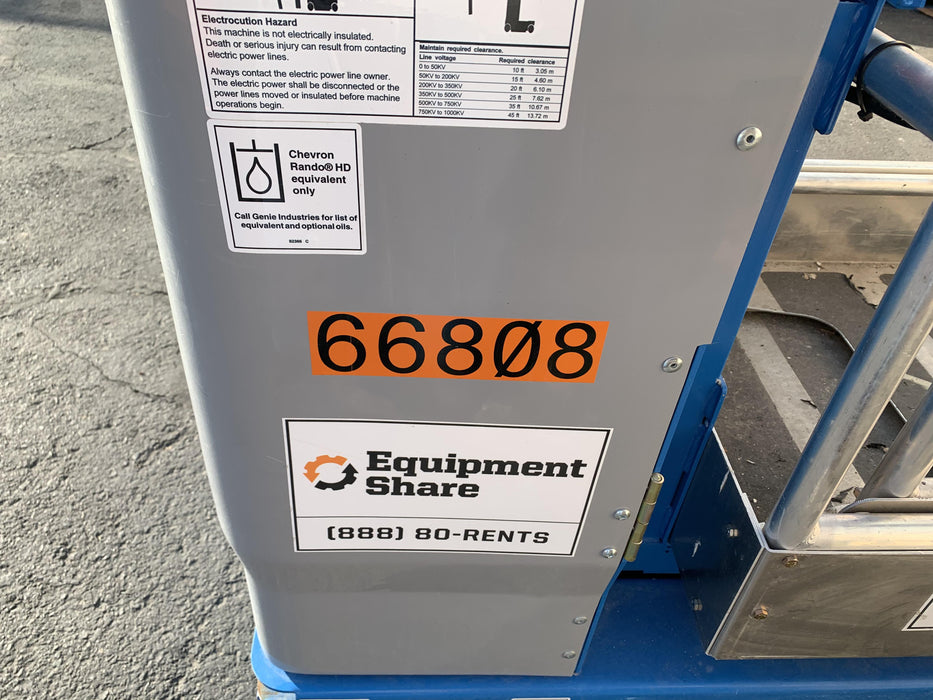 Electrocution Hazard
This machine is not electrically insulated.
Death or serious injury can result from contacting
electric power lines.
Always contact the electric power line owner.
The electric power shall be disconnected or the
power lines moved or insulated before machine
operations begin.
Maintain required clearance.
Line voltage Required clearance
0 to 50KV 10 ft 3.05 m
50KV to 200KV 15 ft 4.60 m
200KV to 350KV 20 ft 6.10 m
350KV to 500KV 25 ft 7.62 m
500KV to 750KV 35 ft 10.67 m
750KV to 1000KV 45 ft 13.72 m
Chevron
Rando® HD
equivalent
only
Call Genie Industries for list of
equivalent and optional oils.
82366 C
668Ø8
Equipment
Share
(888) 80-RENTS